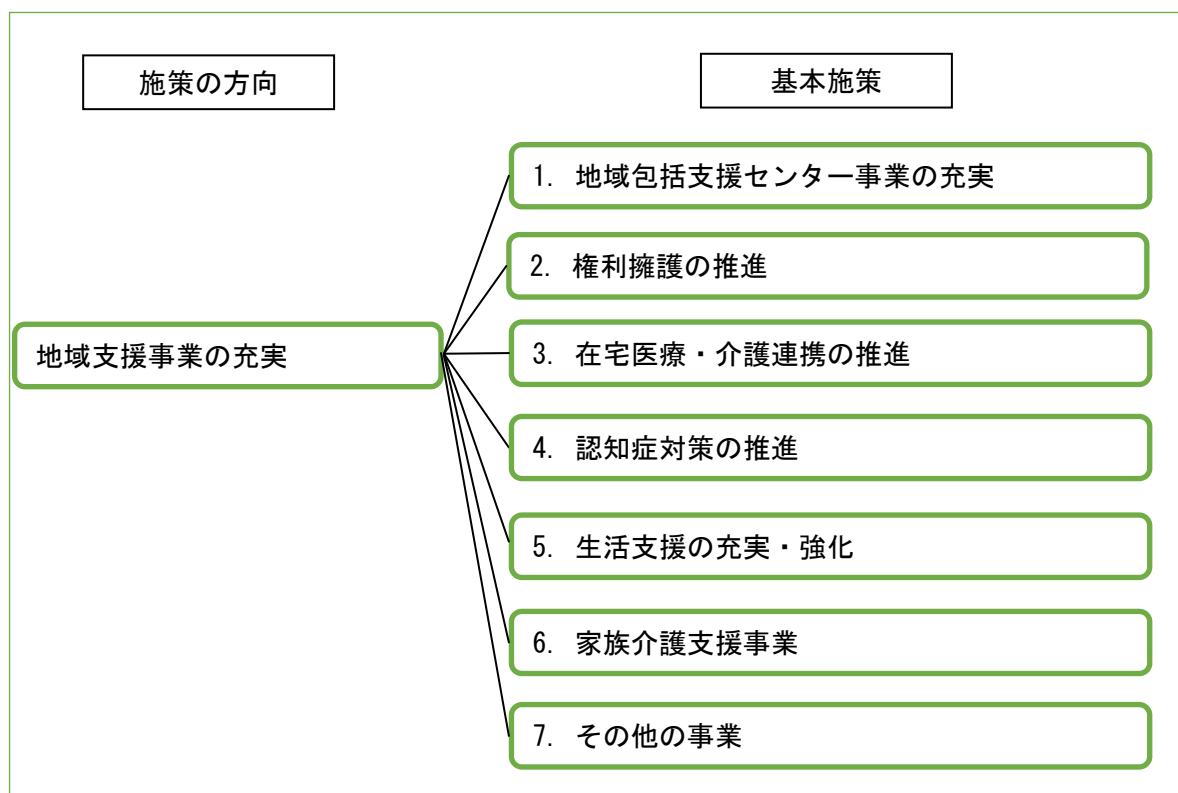 施策の方向
基本施策
地域支援事業の充実
1. 地域包括支援センター事業の充実
2. 権利擁護の推進
3. 在宅医療・介護連携の推進
4. 認知症対策の推進
5. 生活支援の充実・強化
6. 家族介護支援事業
7. その他の事業